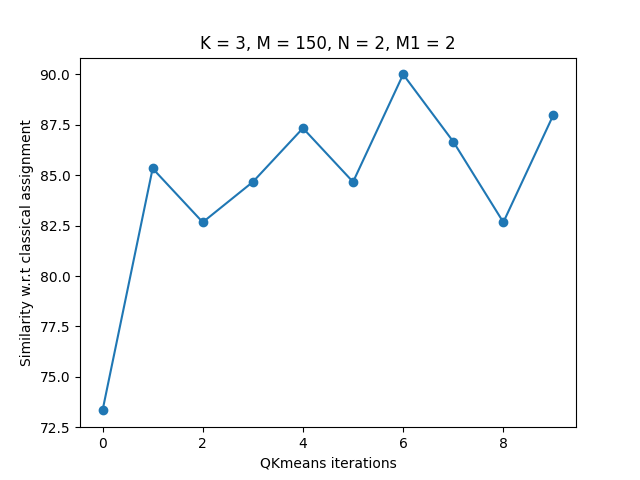 K = 3, M = 150, N = 2, M1 = 2
90.0
87.5
85.0
82.5
80.0
77.5
75.0
72.5
Similarity w.r.t classical assignment
0 2 4 6 8
QKmeans iterations